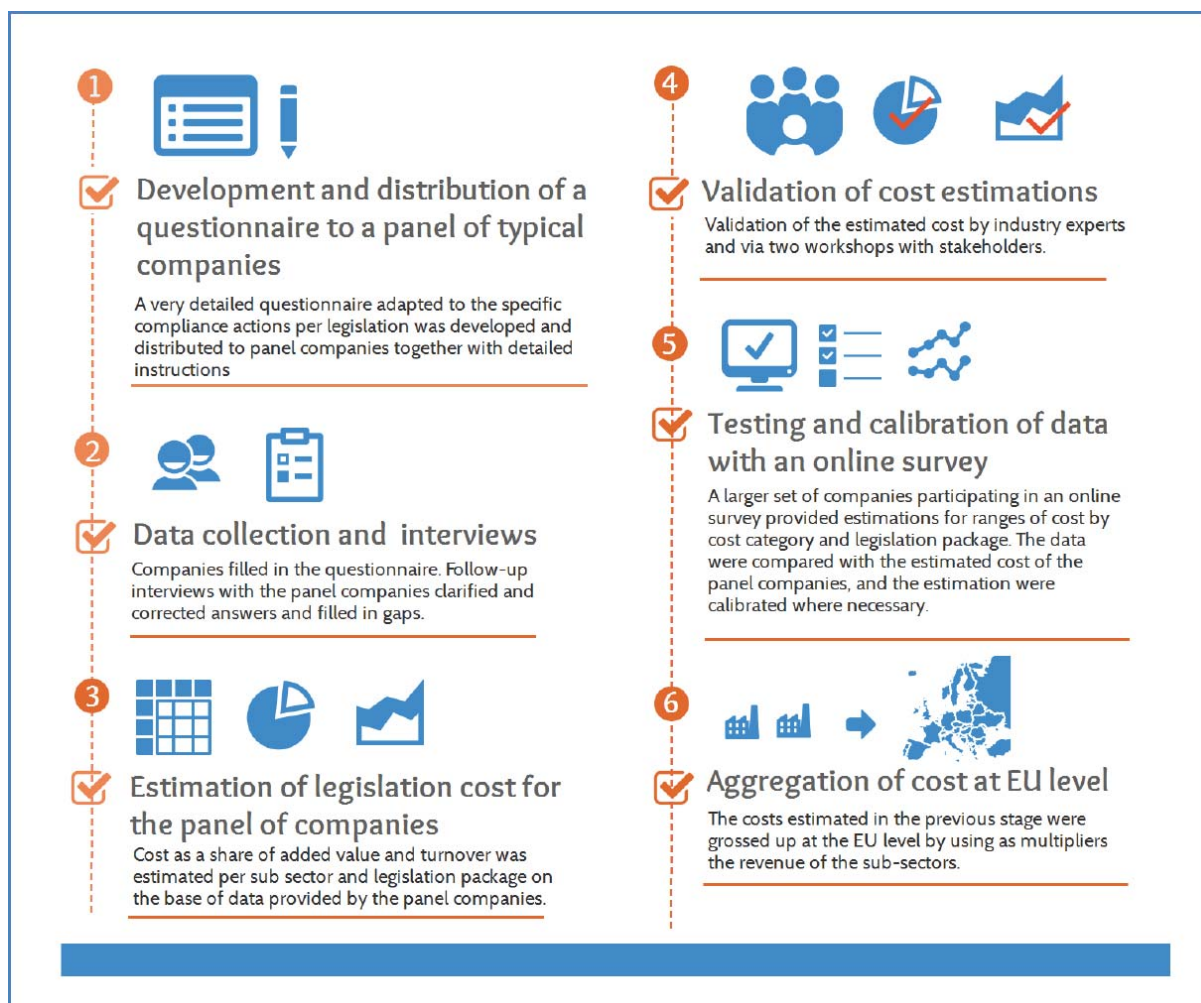 1
Development and distribution of a
questionnaire to a panel of typical
companies
A very detailed questionnaire adapted to the specific
compliance actions per legislation was developed and
distributed to panel companies together with detailed
instructions
2
Data collection and interviews
Companies filled in the questionnaire. Follow-up
interviews with the panel companies clarified and
corrected answers and filled in gaps.
3
Estimation of legislation cost for
the panel of companies
Cost as a share of added value and turnover was
estimated per sub sector and legislation package on
the base of data provided by the panel companies.
4
Validation of cost estimations
Validation of the estimated cost by industry experts
and via two workshops with stakeholders.
5
Testing and calibration of data
with an online survey
A larger set of companies participating in an online
survey provided estimations for ranges of cost by
cost category and legislation package. The data
were compared with the estimated cost of the
panel companies, and the estimation were
calibrated where necessary.
6
Aggregation of cost at EU level
The costs estimated in the previous stage were
grossed up at the EU level by using as multipliers
the revenue of the sub-sectors.